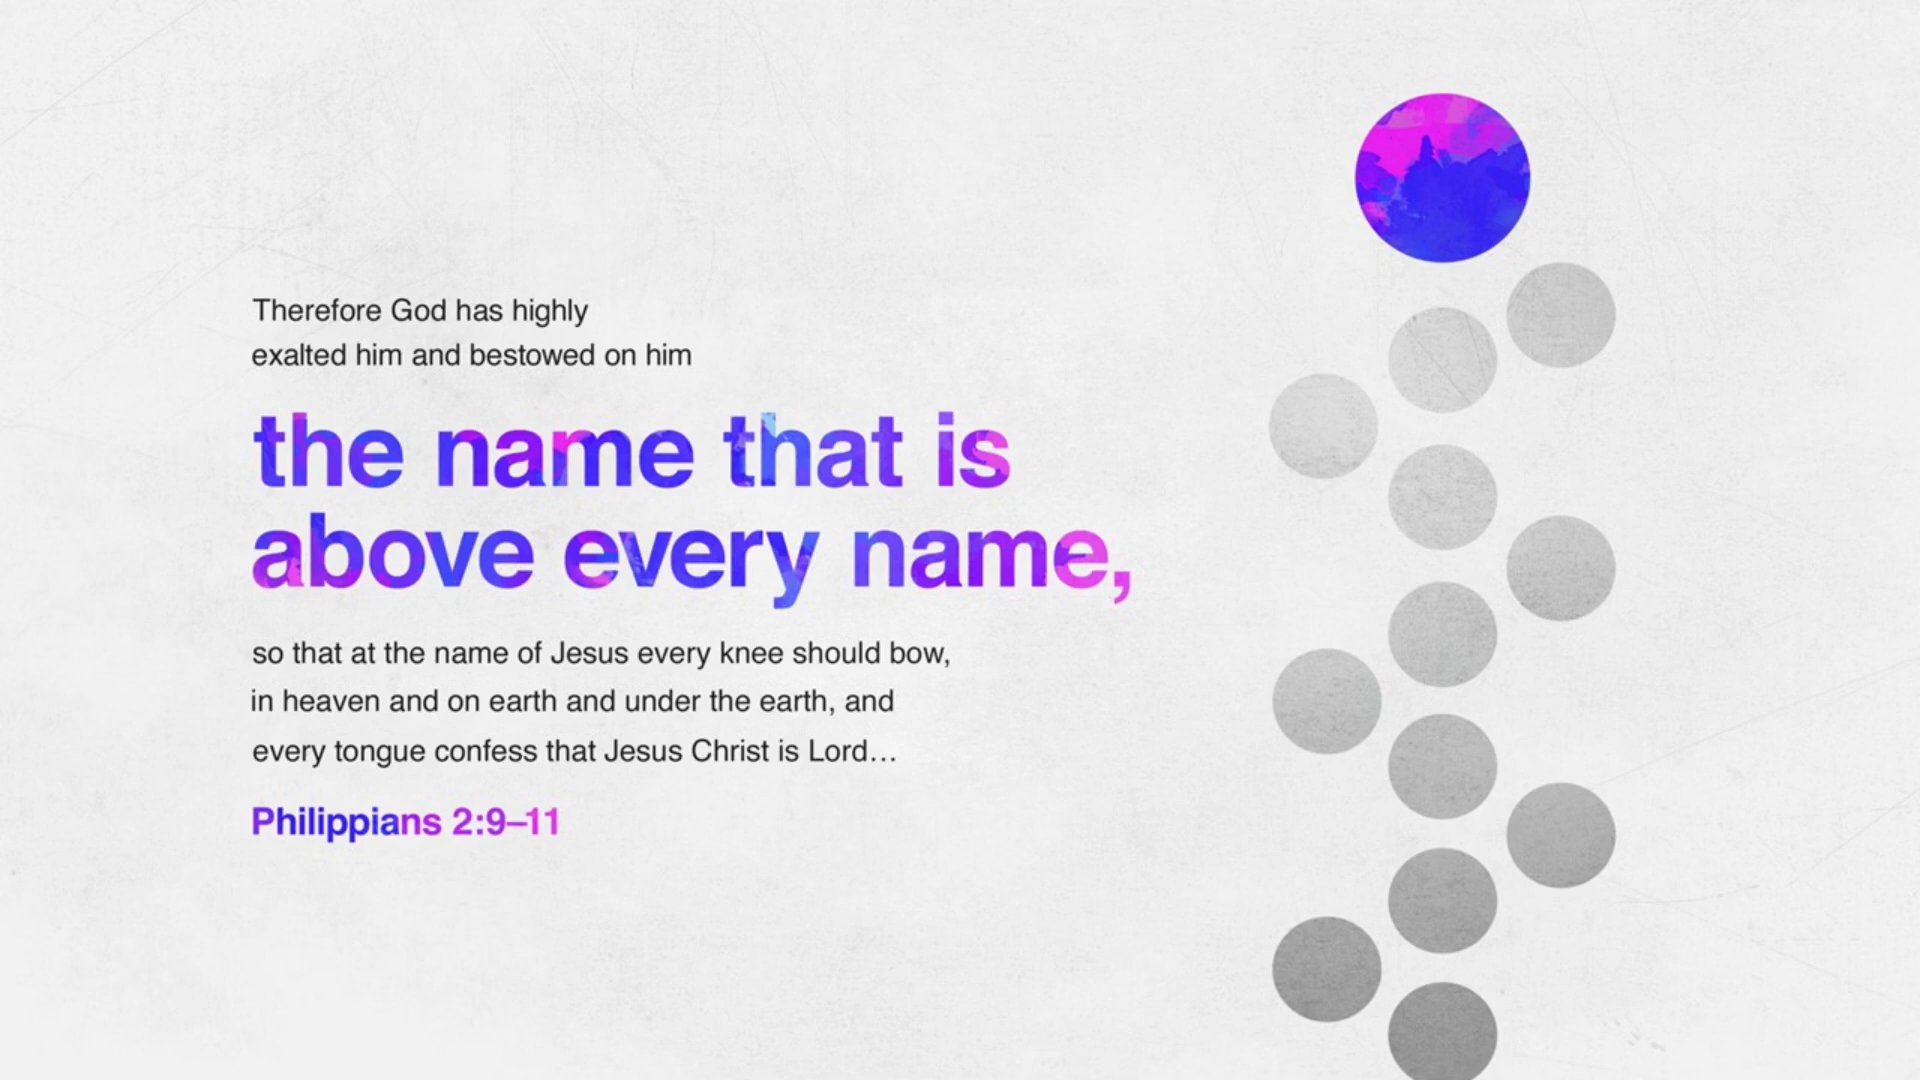 Therefore God has highly
exalted him and bestowed on him
the name that is
above every name,
so that at the name of Jesus every knee should bow,
in heaven and on earth and under the earth, and
every tongue confess that Jesus Christ is Lord…
Philippians 2:9–11